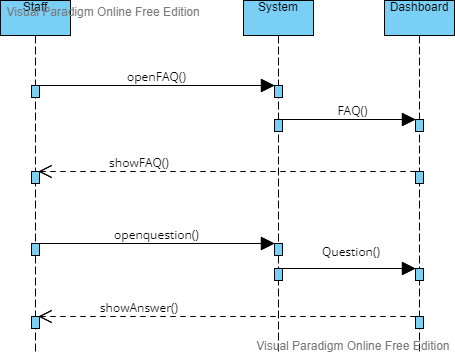 Staff
System
Dashboard
Visual Paradigm Online Free Edition
openFAQ()
FAQ()
showFAQ()
openquestion()
Question()
showAnswer()
Visual Paradigm Online Free Edition